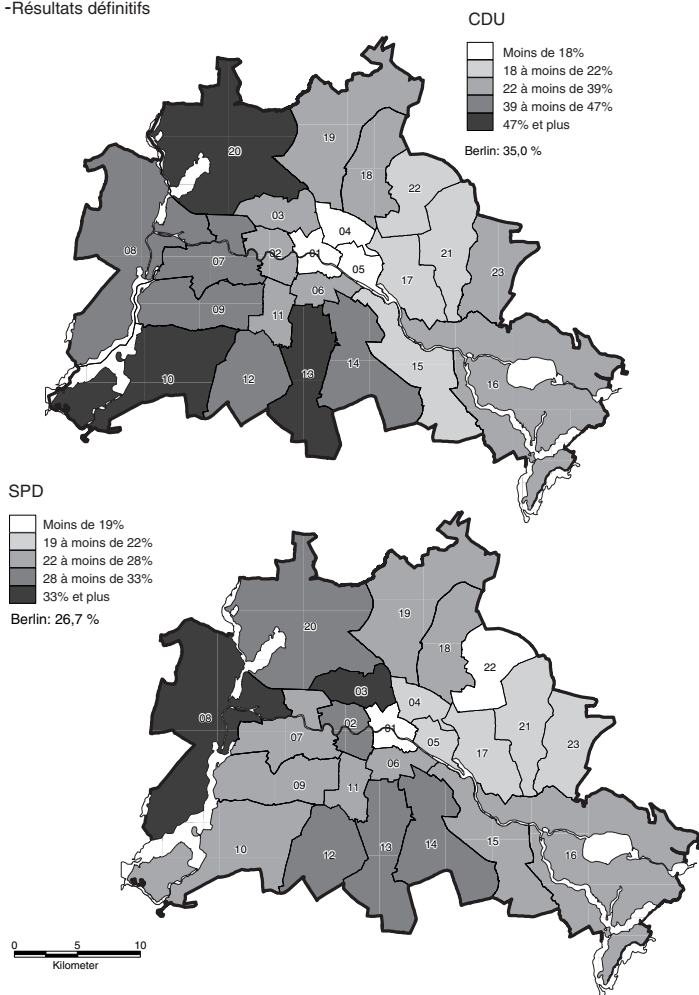 -Résultats définitifs
CDU
Moins de 18%
18 à moins de 22%
22 à moins de 39%
39 à moins de 47%
47% et plus
Berlin: 35,0 %
20
19
18
22
03
04
21
08
02
01
07
05
23
17
06
09
11
10
12
13
14
15
16
SPD
Moins de 19%
19 à moins de 22%
22 à moins de 28%
28 à moins de 33%
33% et plus
Berlin: 26,7 %
20
19
18
22
03
04
08
02
01
21
07
05
23
17
06
09
11
10
12
13
14
15
16
0 5 10
Kilometer